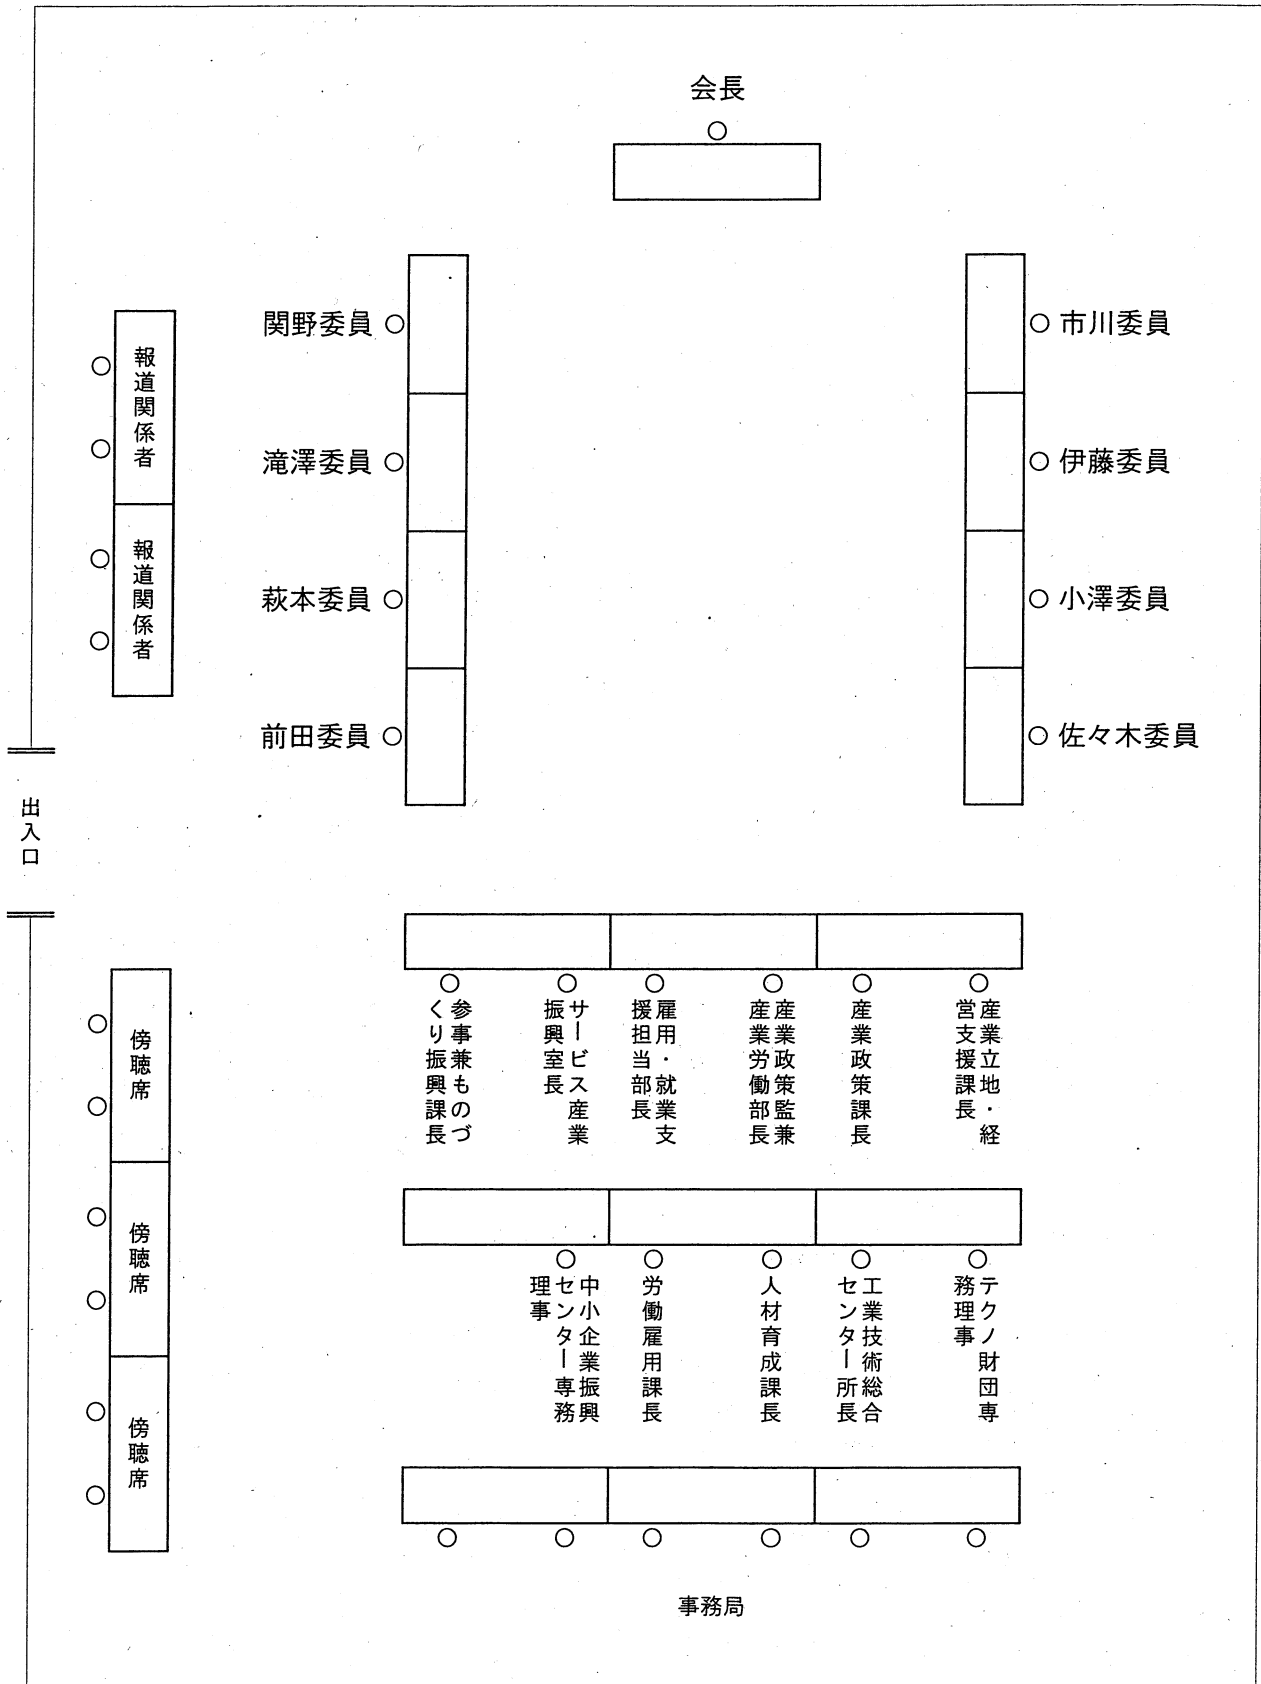 会長
関野委員
市川委員
報道関係者
滝澤委員
伊藤委員
報道関係者
萩本委員
小澤委員
前田委員
佐々木委員
出入口
参事兼ものづ
くり振興課長
サービス産業
振興室長
雇用・就業支
援担当部長
産業政策監兼
産業労働部長
産業政策課長
産業立地・経
営支援課長
傍聴席
傍聴席
中小企業振興
センター専務
理事
労働雇用課長
人材育成課長
工業技術総合
センター所長
テクノ財団専
務理事
傍聴席
事務局